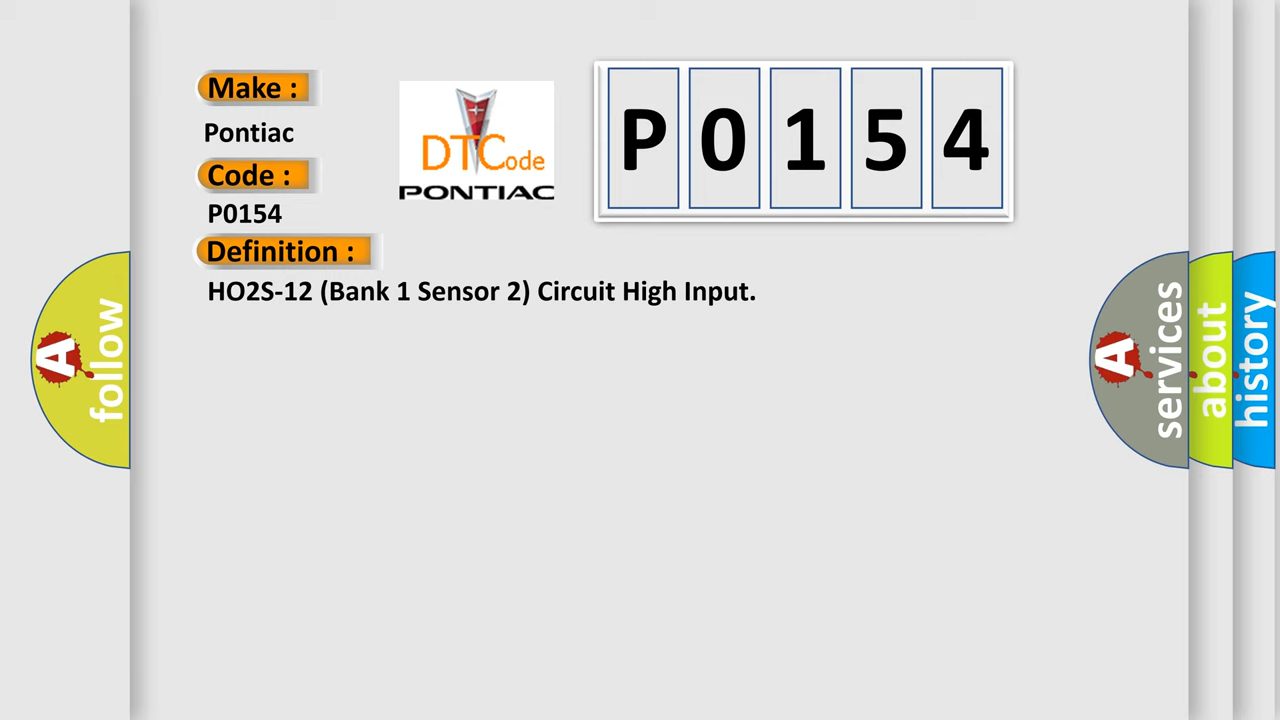 Make :
Pontiac
Code :
P0154
Definition :
HO2S-12 (Bank 1 Sensor 2) Circuit High Input.
DTCode
PONTIAC
P 0 1 5 4
A follow
A services
about
history